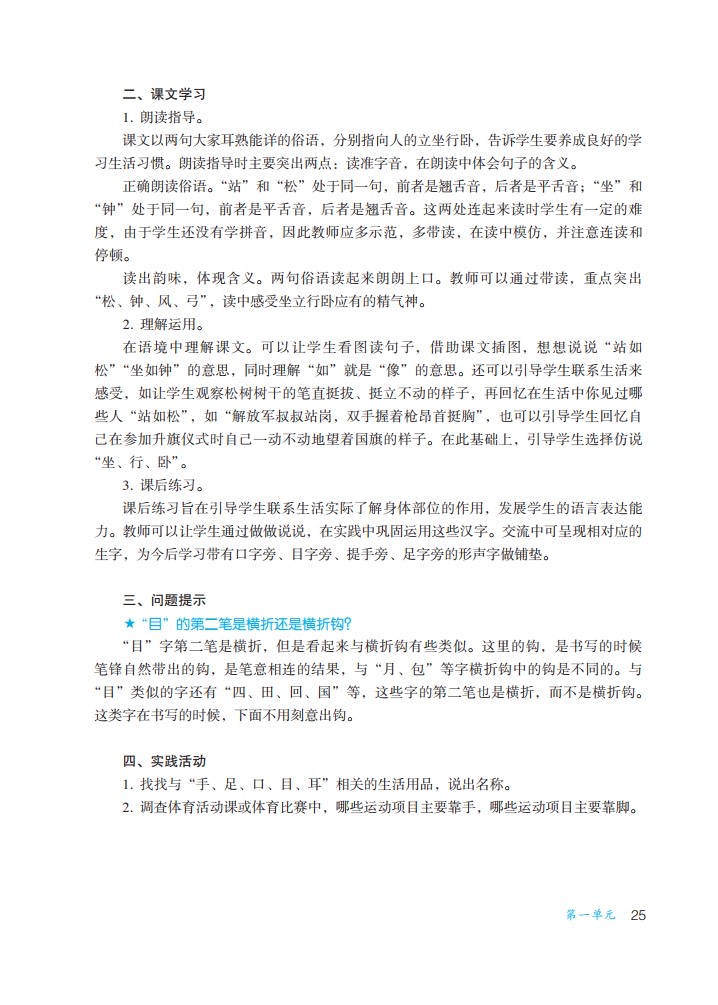 二、课文学习
1. 朗读指导。
课文以两句大家耳熟能详的俗语，分别指向人的立坐行卧，告诉学生要养成良好的学
习生活习惯。朗读指导时主要突出两点：读准字音，在朗读中体会句子的含义。
正确朗读俗语。“站”和“松”处于同一句，前者是翘舌音，后者是平舌音；“坐”和
“钟”处于同一句，前者是平舌音，后者是翘舌音。这两处连起来读时学生有一定的难
度，由于学生还没有学拼音，因此教师应多示范，多带读，在读中模仿，并注意连读和
停顿。
读出韵味，体现含义。两句俗语读起来朗朗上口。教师可以通过带读，重点突出
“松、钟、风、弓”，读中感受坐立行卧应有的精气神。
2. 理解运用。
在语境中理解课文。可以让学生看图读句子，借助课文插图，想想说说“站如
松”“坐如钟”的意思，同时理解“如”就是“像”的意思。还可以引导学生联系生活来
感受，如让学生观察松树树干的笔直挺拔、挺立不动的样子，再回忆在生活中你见过哪
些人“站如松”，如“解放军叔叔站岗，双手握着枪昂首挺胸”，也可以引导学生回忆自
己在参加升旗仪式时自己一动不动地望着国旗的样子。在此基础上，引导学生选择仿说
“坐、行、卧”。
3. 课后练习。
课后练习旨在引导学生联系生活实际了解身体部位的作用，发展学生的语言表达能
力。教师可以让学生通过做做说说，在实践中巩固运用这些汉字。交流中可呈现相对应的
生字，为今后学习带有口字旁、目字旁、提手旁、足字旁的形声字做铺垫。
三、问题提示
★“目”的第二笔是横折还是横折钩？
“目”字第二笔是横折，但是看起来与横折钩有些类似。这里的钩，是书写的时候
笔锋自然带出的钩，是笔意相连的结果，与“月、包”等字横折钩中的钩是不同的。与
“目”类似的字还有“四、田、回、国”等，这些字的第二笔也是横折，而不是横折钩。
这类字在书写的时候，下面不用刻意出钩。
四、实践活动
1. 找找与“手、足、口、目、耳”相关的生活用品，说出名称。
2. 调查体育活动课或体育比赛中，哪些运动项目主要靠手，哪些运动项目主要靠脚。
第一单元 25